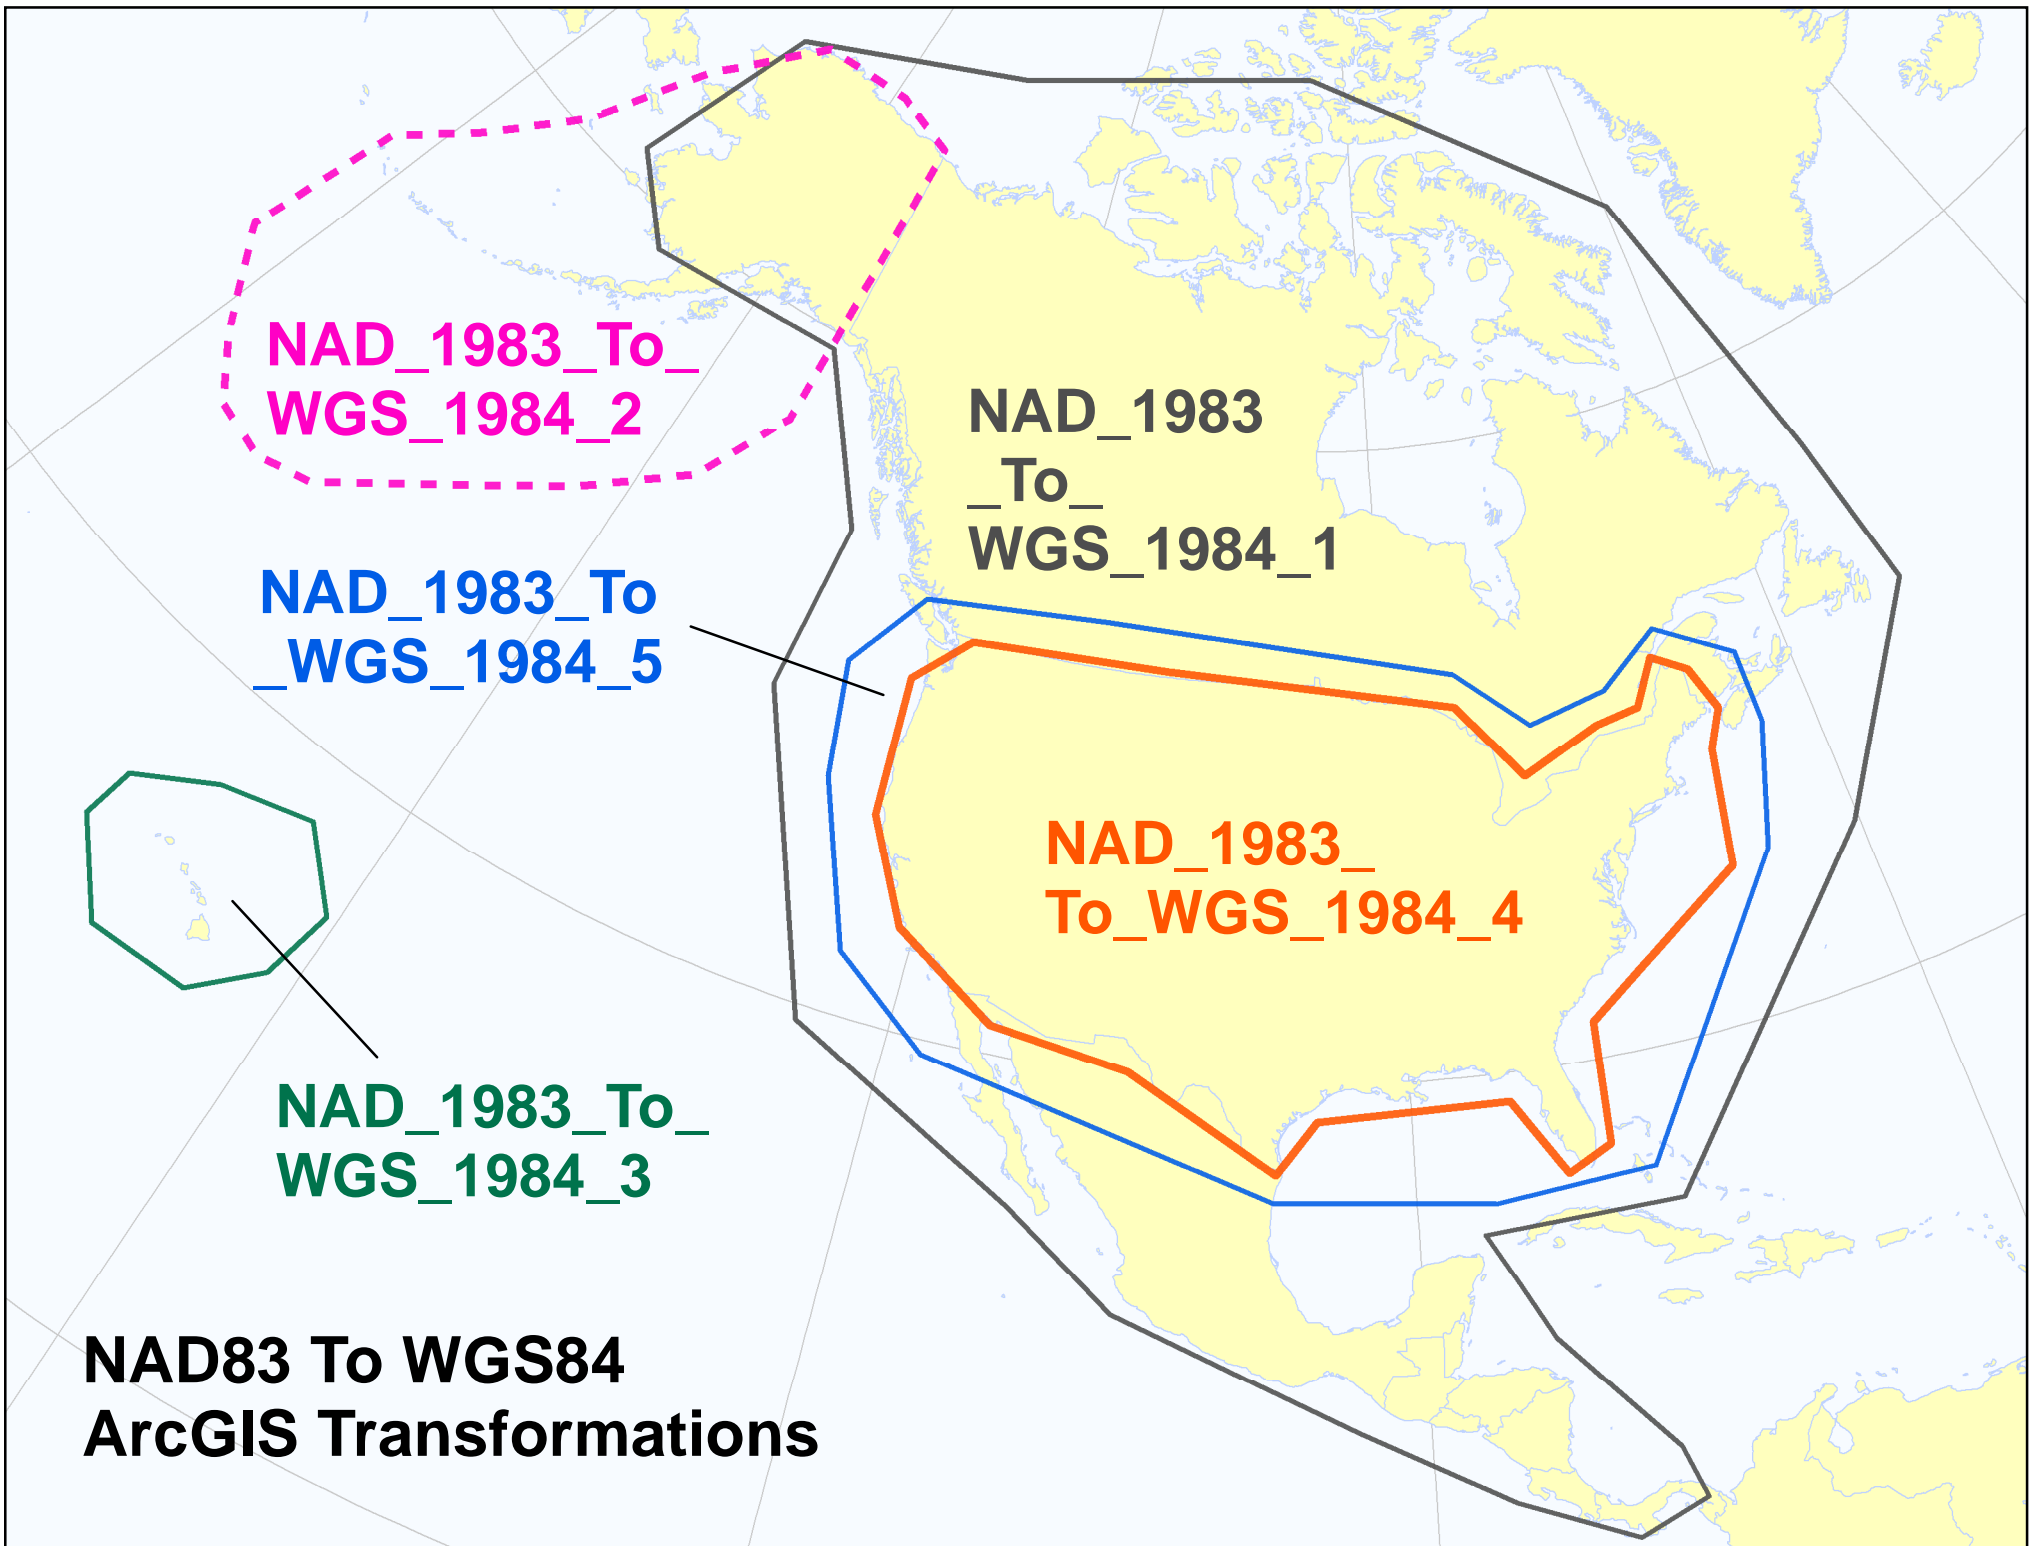 NAD_1983_To_
WGS_1984_2
NAD_1983
_To_
WGS_1984_1
NAD_1983_To
_WGS_1984_5
NAD_1983_
To_WGS_1984_4
NAD_1983_To_
WGS_1984_3
NAD83 To WGS84
ArcGIS Transformations